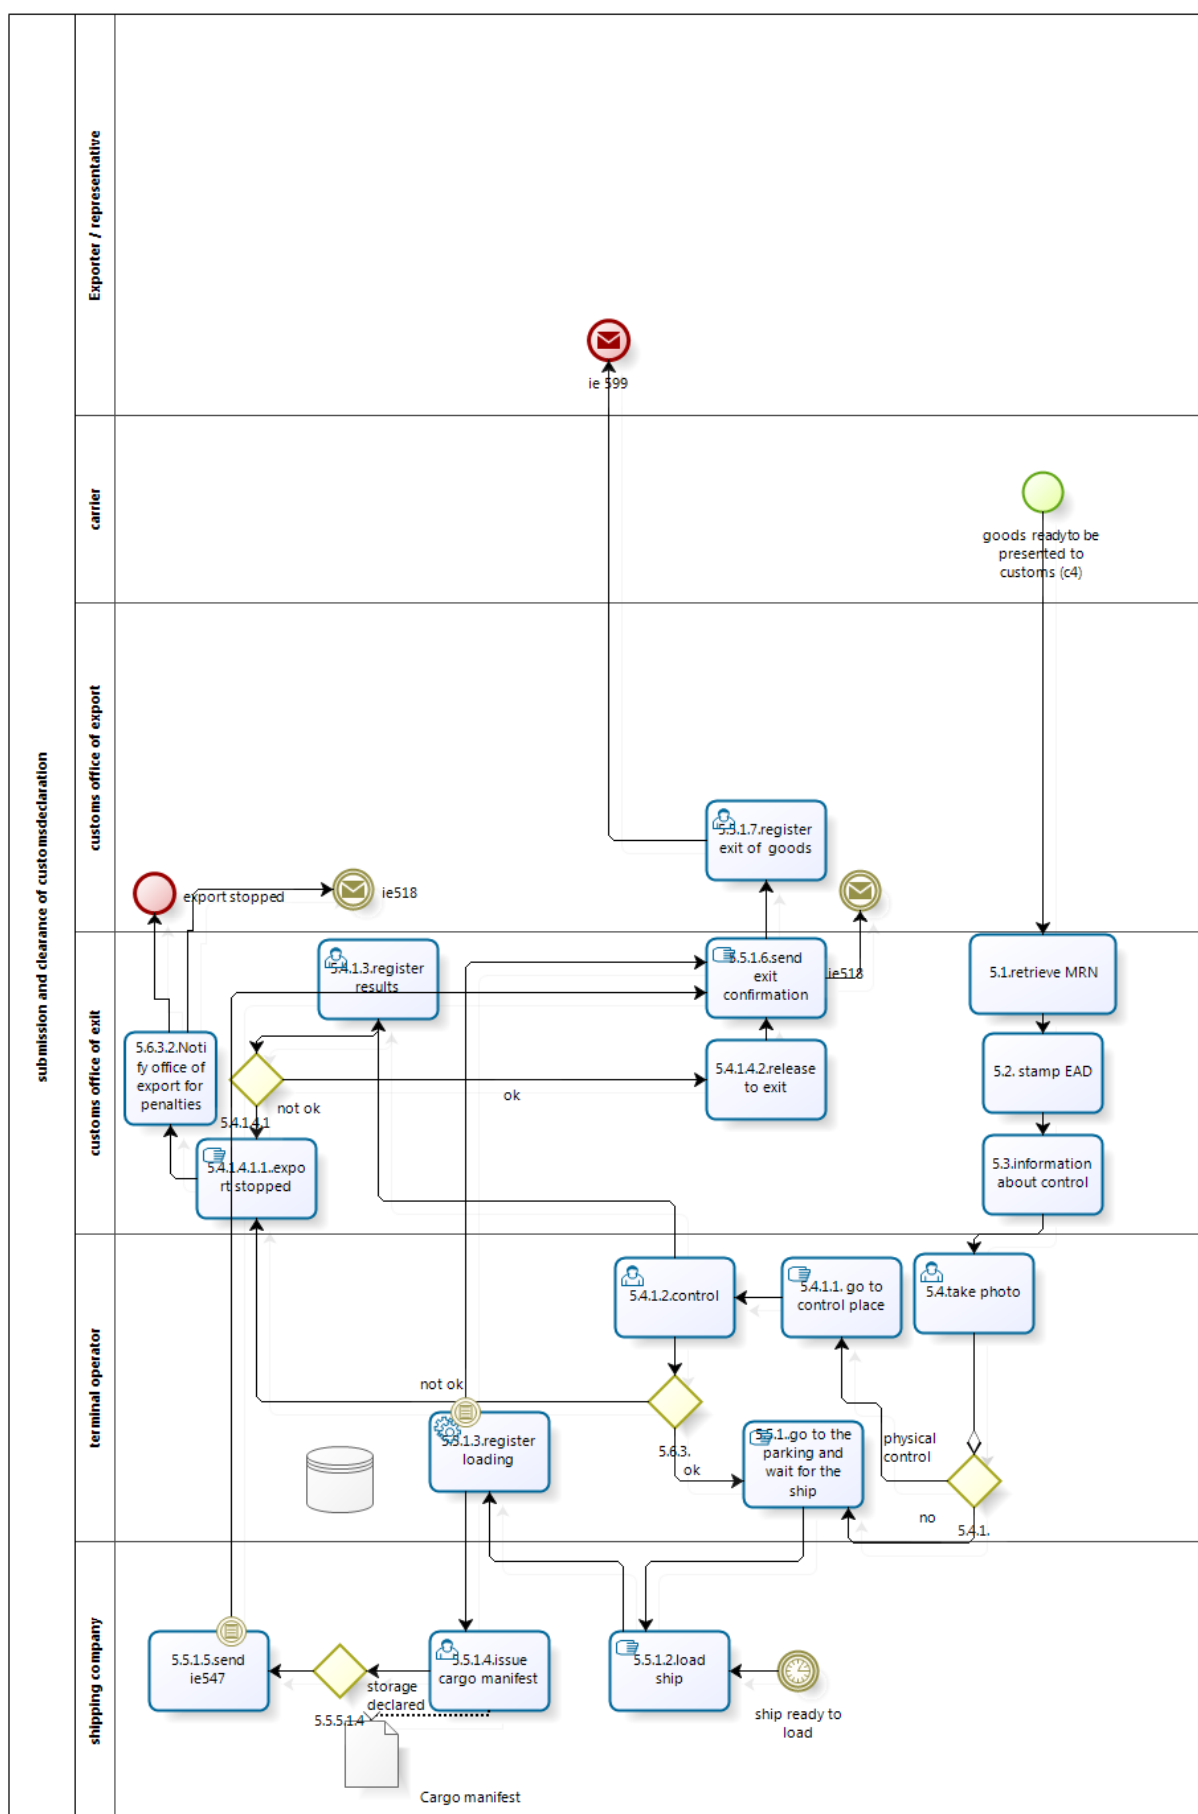 submission and clearance of customsdeclaration
Exporter / representative
ie 599
carrier
goods readyto be
presented to
customs (c4)
customs office of export
5.5.1.7.register
exit of goods
export stopped
ie518
customs office of exit
5.4.1.3.register
results
5.5.1.6.send
exit
confirmation
ie518
5.1.retrieve MRN
5.6.3.2.Noti
fy office of
export for
penalties
not ok
5.4.1.4.1
ok
5.4.1.4.2.release
to exit
5.2. stamp EAD
5.4.1.4.1.1..expo
rt stopped
5.3.information
about control
terminal operator
5.4.1.2.control
5.4.1.1. go to
control place
5.4.take photo
not ok
5.5.1.3.register
loading
5.6.3.
ok
5.5.1..go to the
parking and
wait for the
ship
physical
control
no
5.4.1.
shipping company
5.5.1.5.send
ie547
storage
declared
5.5.5.1.4
5.5.1.4.issue
cargo manifest
5.5.1.2.load
ship
ship ready to
load
Cargo manifest